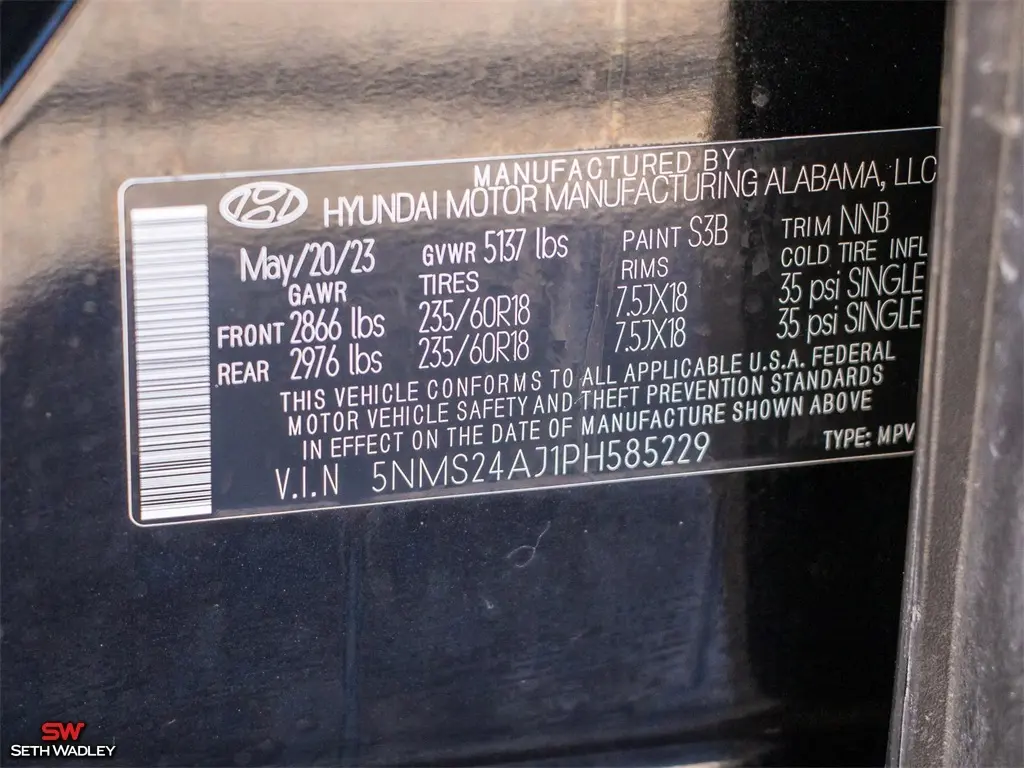 MANUFACTURED BY
HYUNDAI MOTOR MANUFACTURING ALABAMA, LLC
May/20/23 GVWR 5137 lbs PAINT S3B TRIM NNB
GAWR TIRES RIMS COLD TIRE INFL
FRONT 2866 lbs 235/60R18 7.5JX18 35 psi SINGLE
REAR 2976 lbs 235/60R18 7.5JX18 35 psi SINGLE
THIS VEHICLE CONFORMS TO ALL APPLICABLE U.S.A. FEDERAL
MOTOR VEHICLE SAFETY AND THEFT PREVENTION STANDARDS
IN EFFECT ON THE DATE OF MANUFACTURE SHOWN ABOVE
V.I.N 5NMS24AJ1PH585229 TYPE: MPV
SW
SETH WADLEY